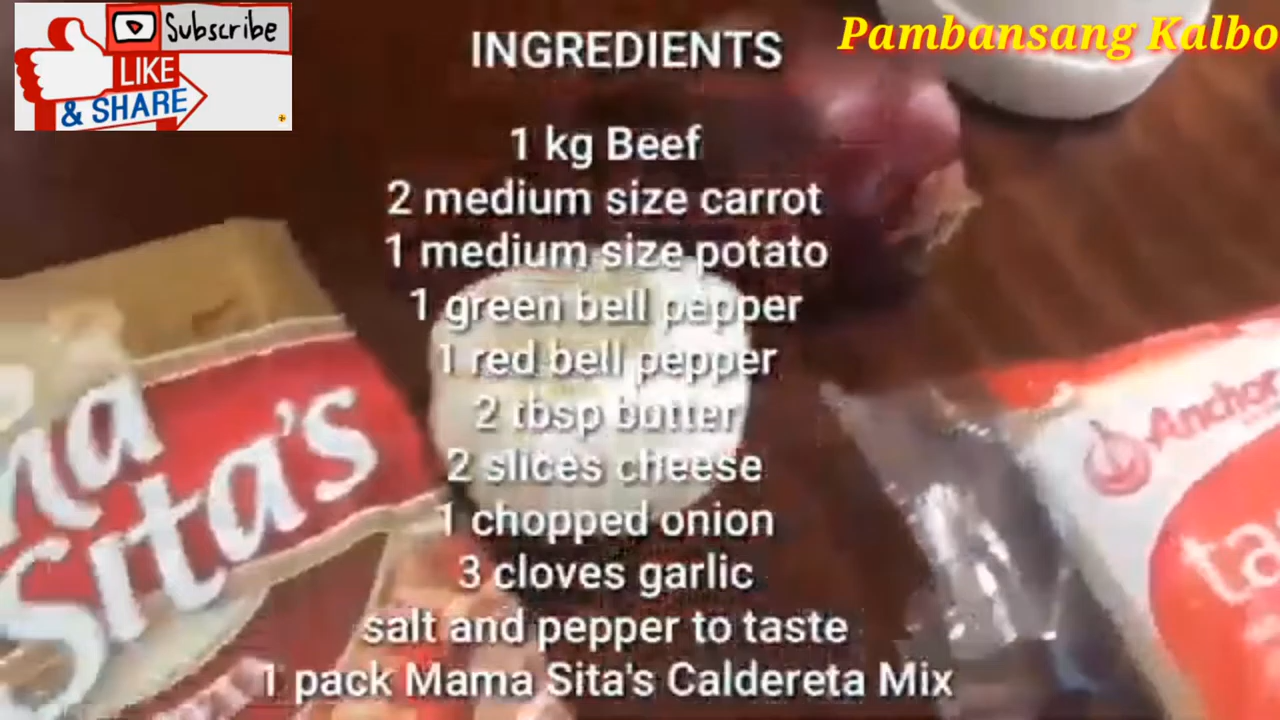 Subscribe
LIKE
& SHARE
Pambansang Kalbo
INGREDIENTS
1 kg Beef
2 medium size carrot
1 medium size potato
1 green bell pepper
1 red bell pepper
2 tbsp butter
2 slices cheese
1 chopped onion
3 cloves garlic
salt and pepper to taste
1 pack Mama Sita's Caldereta Mix
Sita's
Anchor